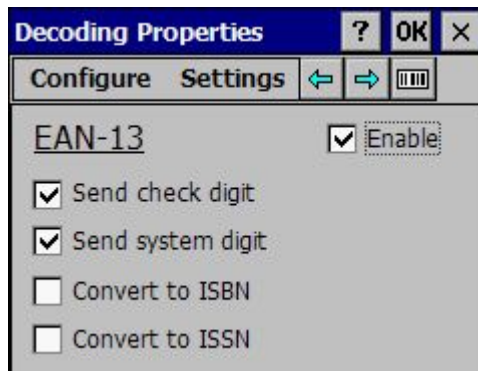 Decoding Properties ? OK ×
Configure Settings
EAN-13 Enable
Send check digit
Send system digit
Convert to ISBN
Convert to ISSN